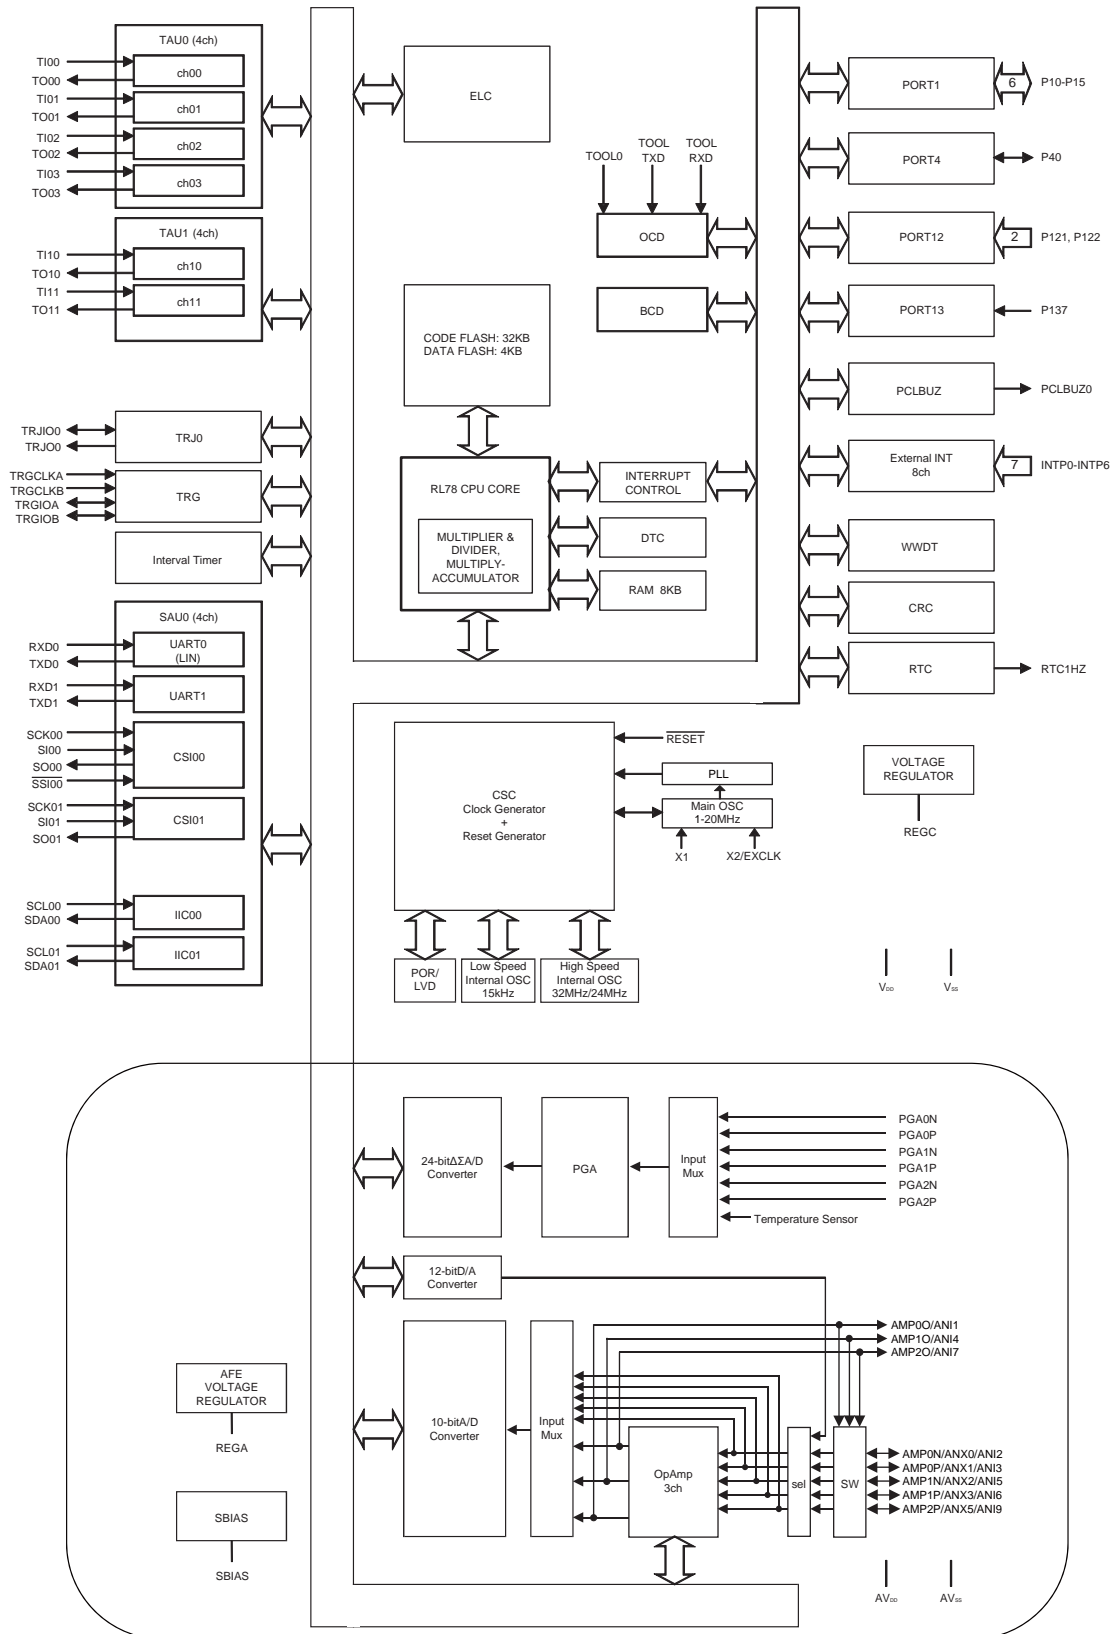 TAU0 (4ch)
TI00
TO00
ch00
TI01
TO01
ch01
TI02
TO02
ch02
TI03
TO03
ch03
TAU1 (4ch)
TI10
TO10
ch10
TI11
TO11
ch11
TRJIO0
TRJO0
TRJ0
TRGCLKA
TRGCLKB
TRGIOA
TRGIOB
TRG
Interval Timer
SAU0 (4ch)
RXD0
TXD0
UART0
(LIN)
RXD1
TXD1
UART1
SCK00
SI00
SO00
SSI00
CSI00
SCK01
SI01
SO01
CSI01
SCL00
SDA00
IIC00
SCL01
SDA01
IIC01
ELC
TOOL0
TOOL
TXD
TOOL
RXD
OCD
BCD
CODE FLASH: 32KB
DATA FLASH: 4KB
RL78 CPU CORE
MULTIPLIER &
DIVIDER,
MULTIPLY-
ACCUMULATOR
INTERRUPT
CONTROL
DTC
RAM 8KB
PORT1
6
P10-P15
PORT4
P40
PORT12
2
P121, P122
PORT13
P137
PCLBUZ
PCLBUZ0
External INT
8ch
7
INTP0-INTP6
WWDT
CRC
RTC
RTC1HZ
CSC
Clock Generator
+
Reset Generator
RESET
PLL
Main OSC
1-20MHz
X1
X2/EXCLK
POR/
LVD
Low Speed
Internal OSC
15kHz
High Speed
Internal OSC
32MHz/24MHz
VOLTAGE
REGULATOR
REGC
VDD
VSS
24-bitΔΣA/D
Converter
PGA
Input
Mux
PGA0N
PGA0P
PGA1N
PGA1P
PGA2N
PGA2P
Temperature Sensor
12-bitD/A
Converter
10-bitA/D
Converter
Input
Mux
OpAmp
3ch
sel
SW
AMP0O/ANI1
AMP1O/ANI4
AMP2O/ANI7
AMP0N/ANX0/ANI2
AMP0P/ANX1/ANI3
AMP1N/ANX2/ANI5
AMP1P/ANX3/ANI6
AMP2P/ANX5/ANI9
AFE
VOLTAGE
REGULATOR
REGA
SBIAS
SBIAS
AVDD
AVSS